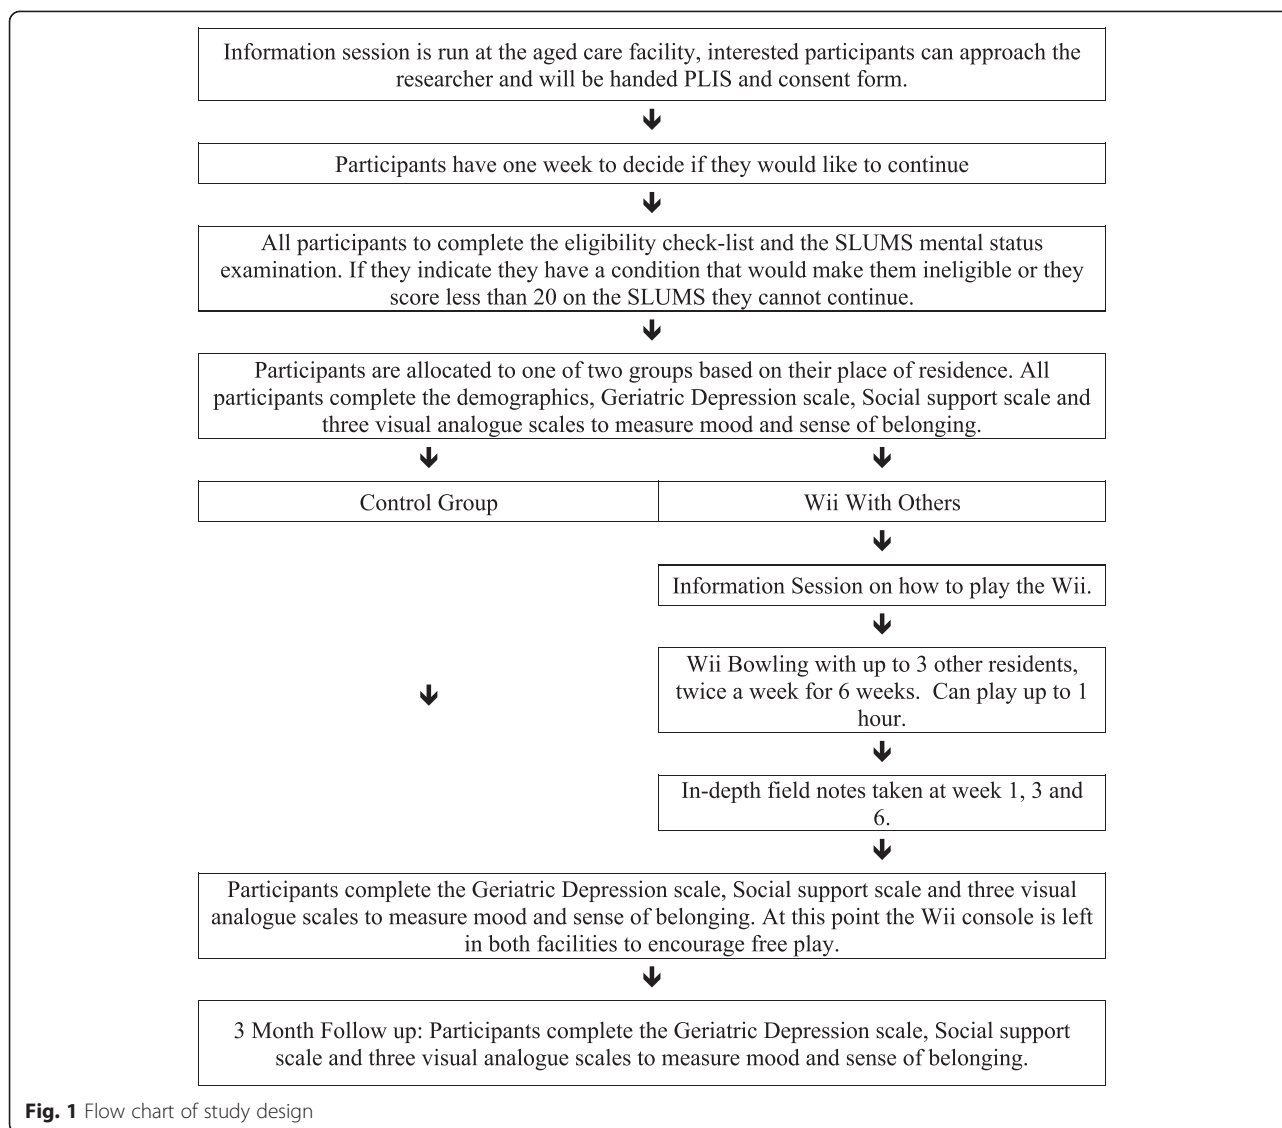 Information session is run at the aged care facility, interested participants can approach the
researcher and will be handed PLIS and consent form.
Participants have one week to decide if they would like to continue
All participants to complete the eligibility check-list and the SLUMS mental status
examination. If they indicate they have a condition that would make them ineligible or they
score less than 20 on the SLUMS they cannot continue.
Participants are allocated to one of two groups based on their place of residence. All
participants complete the demographics, Geriatric Depression scale, Social support scale and
three visual analogue scales to measure mood and sense of belonging.
Control Group
Wii With Others
Information Session on how to play the Wii.
Wii Bowling with up to 3 other residents,
twice a week for 6 weeks.  Can play up to 1
hour.
In-depth field notes taken at week 1, 3 and
6.
Participants complete the Geriatric Depression scale, Social support scale and three visual
analogue scales to measure mood and sense of belonging. At this point the Wii console is left
in both facilities to encourage free play.
3 Month Follow up: Participants complete the Geriatric Depression scale, Social support
scale and three visual analogue scales to measure mood and sense of belonging.
Fig. 1 Flow chart of study design